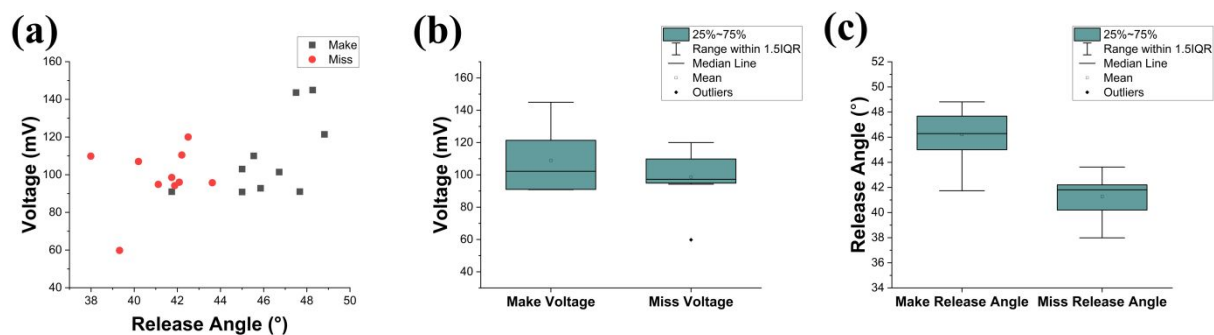 (a)
Make
Miss
Voltage (mV)
160
140
120
100
80
60
40
38
40
42
44
46
48
50
Release Angle (°)
(b)
25%~75%
Range within 1.5IQR
Median Line
Mean
Outliers
Voltage (mV)
160
140
120
100
80
60
40
Make Voltage
Miss Voltage
(c)
25%~75%
Range within 1.5IQR
Median Line
Mean
Outliers
Release Angle (°)
52
50
48
46
44
42
40
38
36
34
Make Release Angle
Miss Release Angle